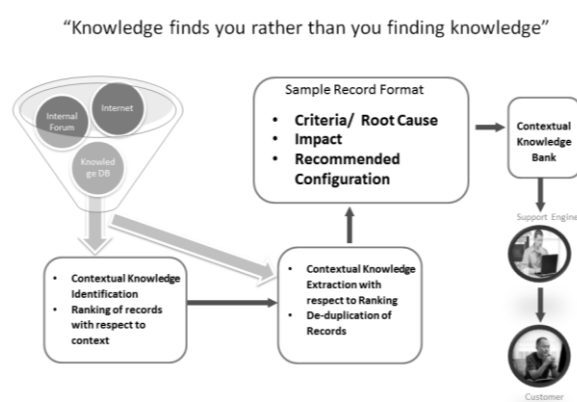 “Knowledge finds you rather than you finding knowledge”
Internal
Forum
Internet
Knowled
ge DB
Sample Record Format
• Criteria/ Root Cause
• Impact
• Recommended
Configuration
Contextual
Knowledge
Bank
Support Engine
Customer
• Contextual Knowledge
Identification
• Ranking of records
with respect to
context
• Contextual Knowledge
Extraction with
respect to Ranking
• De-duplication of
Records